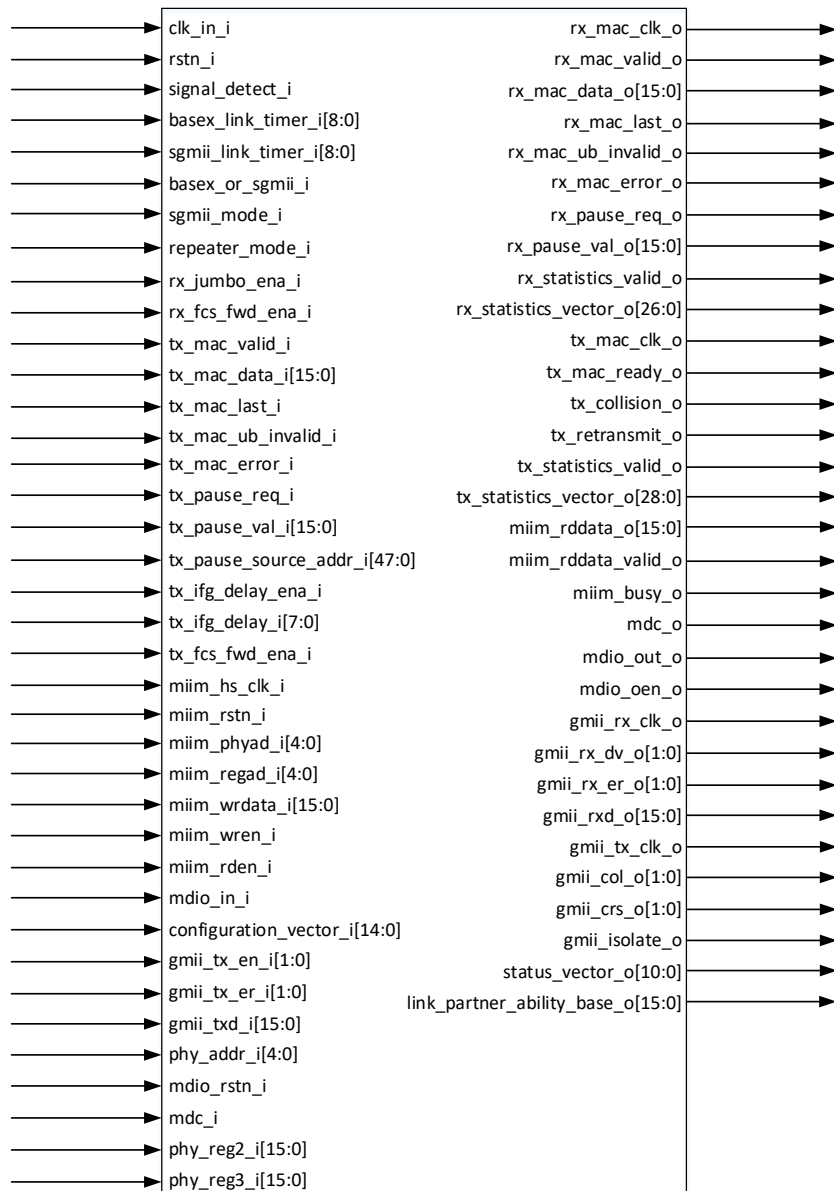 clk_in_i
rstn_i
signal_detect_i
basex_link_timer_i[8:0]
sgmii_link_timer_i[8:0]
basex_or_sgmii_i
sgmii_mode_i
repeater_mode_i
rx_jumbo_ena_i
rx_fcs_fwd_ena_i
tx_mac_valid_i
tx_mac_data_i[15:0]
tx_mac_last_i
tx_mac_ub_invalid_i
tx_mac_error_i
tx_pause_req_i
tx_pause_val_i[15:0]
tx_pause_source_addr_i[47:0]
tx_ifg_delay_ena_i
tx_ifg_delay_i[7:0]
tx_fcs_fwd_ena_i
miim_hs_clk_i
miim_rstn_i
miim_phyad_i[4:0]
miim_regad_i[4:0]
miim_wrdata_i[15:0]
miim_wren_i
miim_rden_i
mdio_in_i
configuration_vector_i[14:0]
gmii_tx_en_i[1:0]
gmii_tx_er_i[1:0]
gmii_txd_i[15:0]
phy_addr_i[4:0]
mdio_rstn_i
mdc_i
phy_reg2_i[15:0]
phy_reg3_i[15:0]
rx_mac_clk_o
rx_mac_valid_o
rx_mac_data_o[15:0]
rx_mac_last_o
rx_mac_ub_invalid_o
rx_mac_error_o
rx_pause_req_o
rx_pause_val_o[15:0]
rx_statistics_valid_o
rx_statistics_vector_o[26:0]
tx_mac_clk_o
tx_mac_ready_o
tx_collision_o
tx_retransmit_o
tx_statistics_valid_o
tx_statistics_vector_o[28:0]
miim_rddata_o[15:0]
miim_rddata_valid_o
miim_busy_o
mdc_o
mdio_out_o
mdio_oen_o
gmii_rx_clk_o
gmii_rx_dv_o[1:0]
gmii_rx_er_o[1:0]
gmii_rxd_o[15:0]
gmii_tx_clk_o
gmii_col_o[1:0]
gmii_crs_o[1:0]
gmii_isolate_o
status_vector_o[10:0]
link_partner_ability_base_o[15:0]